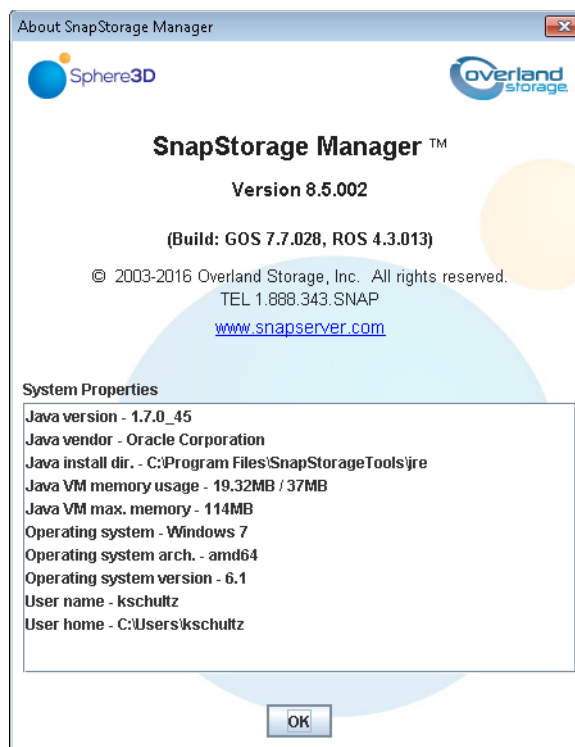 About SnapStorage Manager
Sphere3D
overland
storage
SnapStorage Manager ™
Version 8.5.002
(Build: GOS 7.7.028, ROS 4.3.013)
© 2003-2016 Overland Storage, Inc. All rights reserved.
TEL 1.888.343.SNAP
www.snapserver.com
System Properties
Java version - 1.7.0_45
Java vendor - Oracle Corporation
Java install dir. - C:\Program Files\SnapStorageTools\jre
Java VM memory usage - 19.32MB / 37MB
Java VM max. memory - 114MB
Operating system - Windows 7
Operating system arch. - amd64
Operating system version - 6.1
User name - kschultz
User home - C:\Users\kschultz
OK